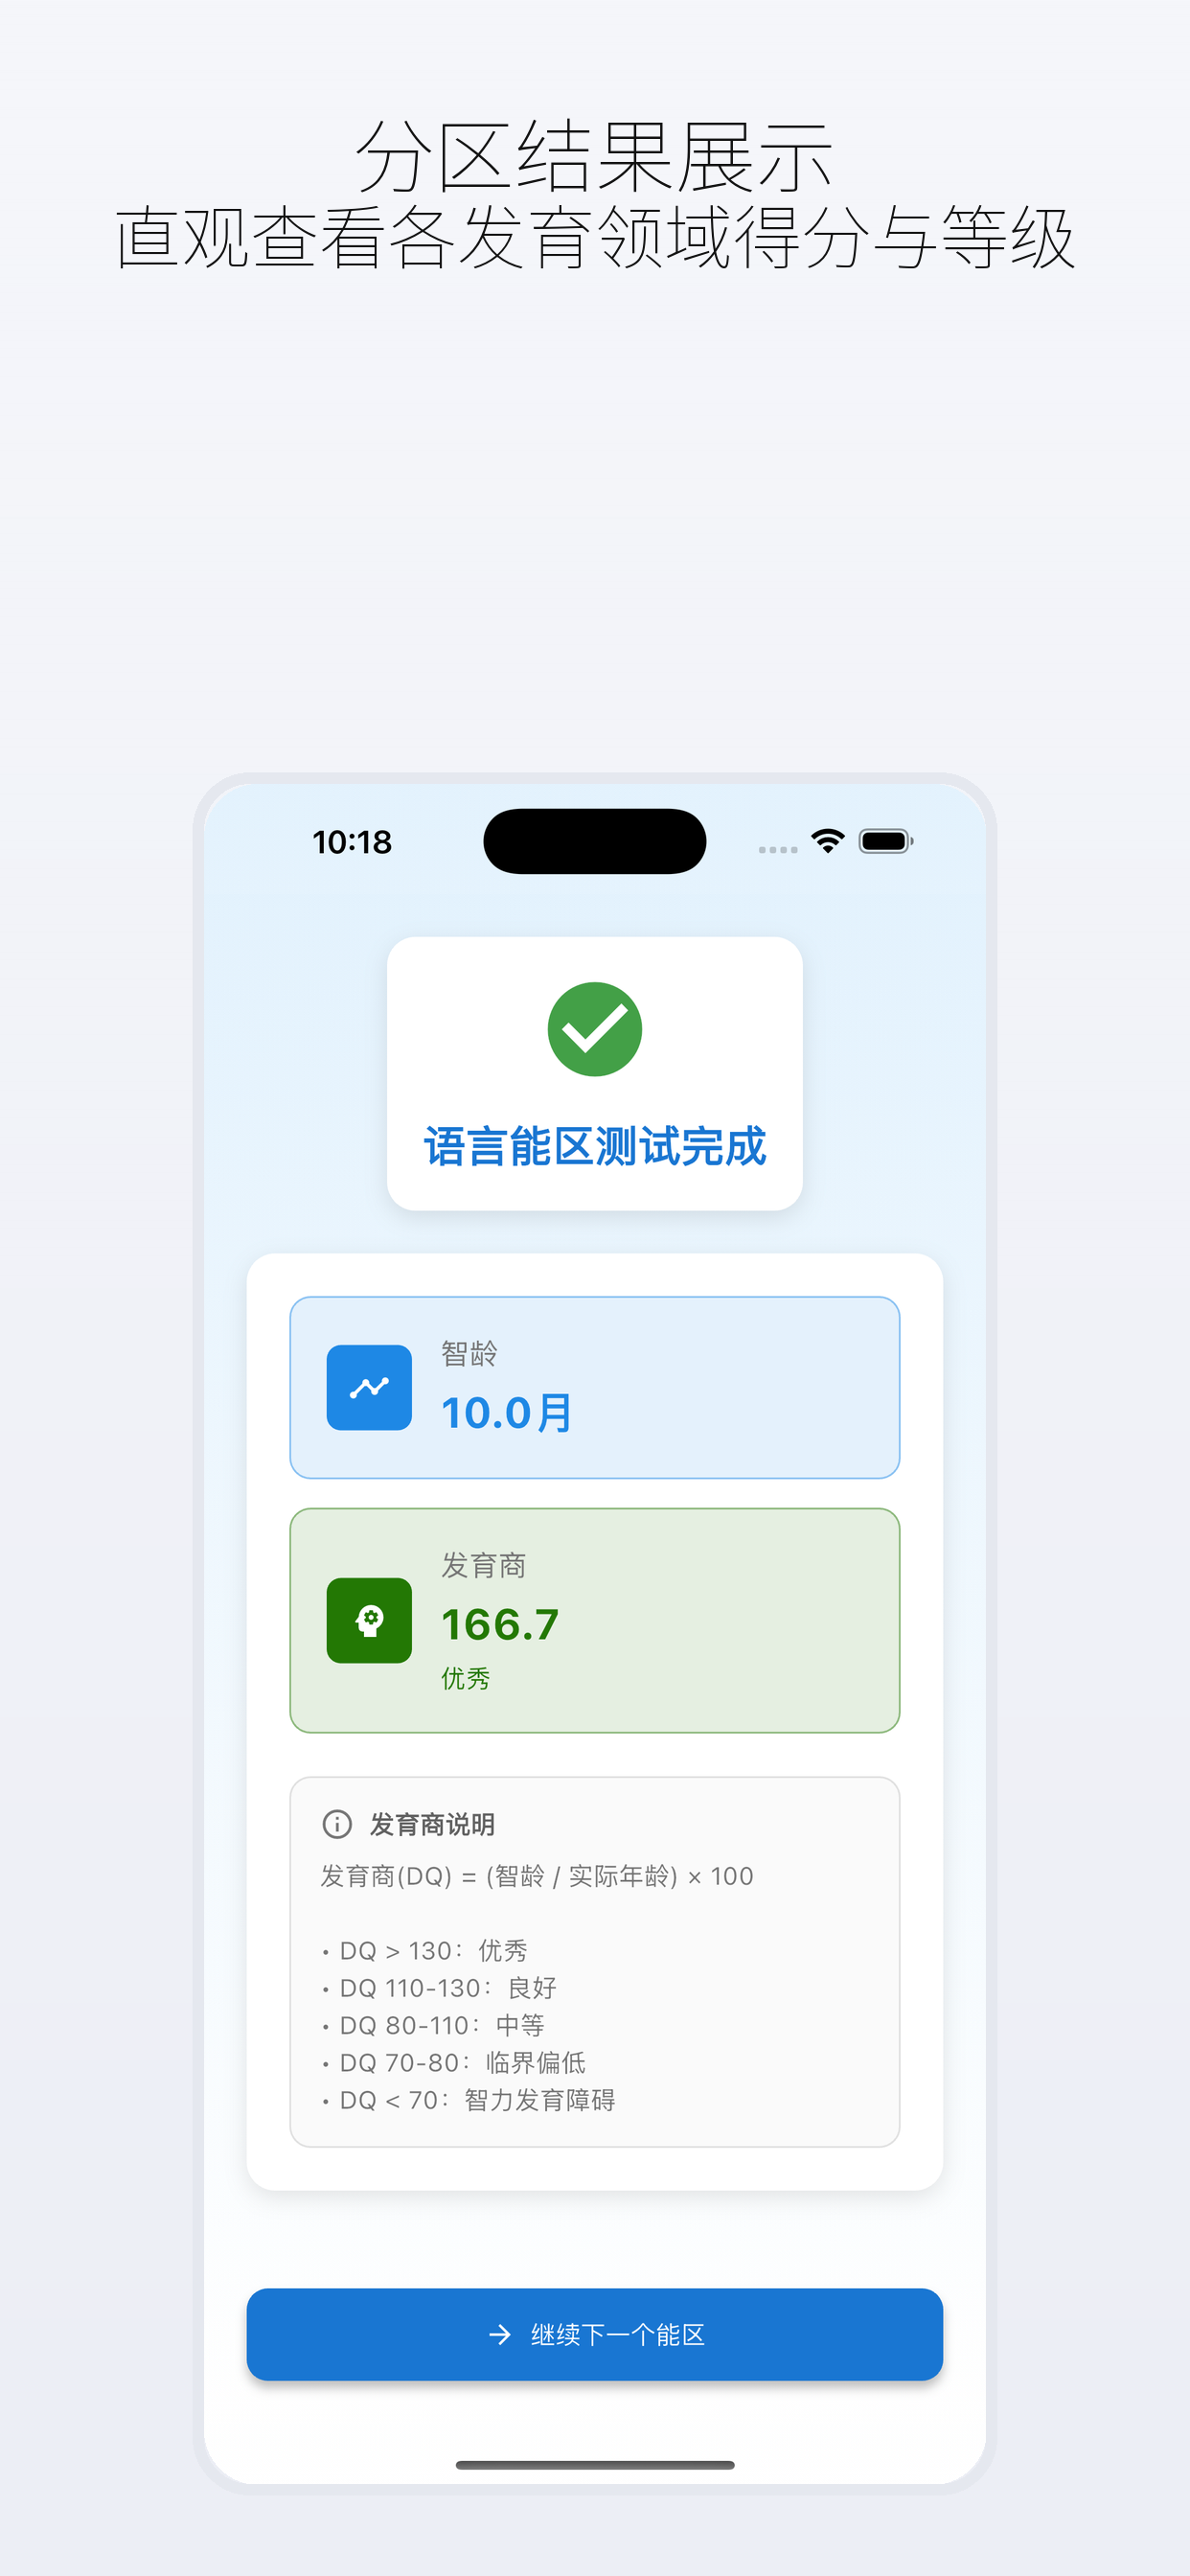 分区结果展示
直观查看各发育领域得分与等级
10:18
语言能区测试完成
智龄
10.0月
发育商
166.7
优秀
发育商说明
发育商(DQ) = (智龄 / 实际年龄) × 100
• DQ > 130：优秀
• DQ 110-130：良好
• DQ 80-110：中等
• DQ 70-80：临界偏低
• DQ < 70：智力发育障碍
→ 继续下一个能区